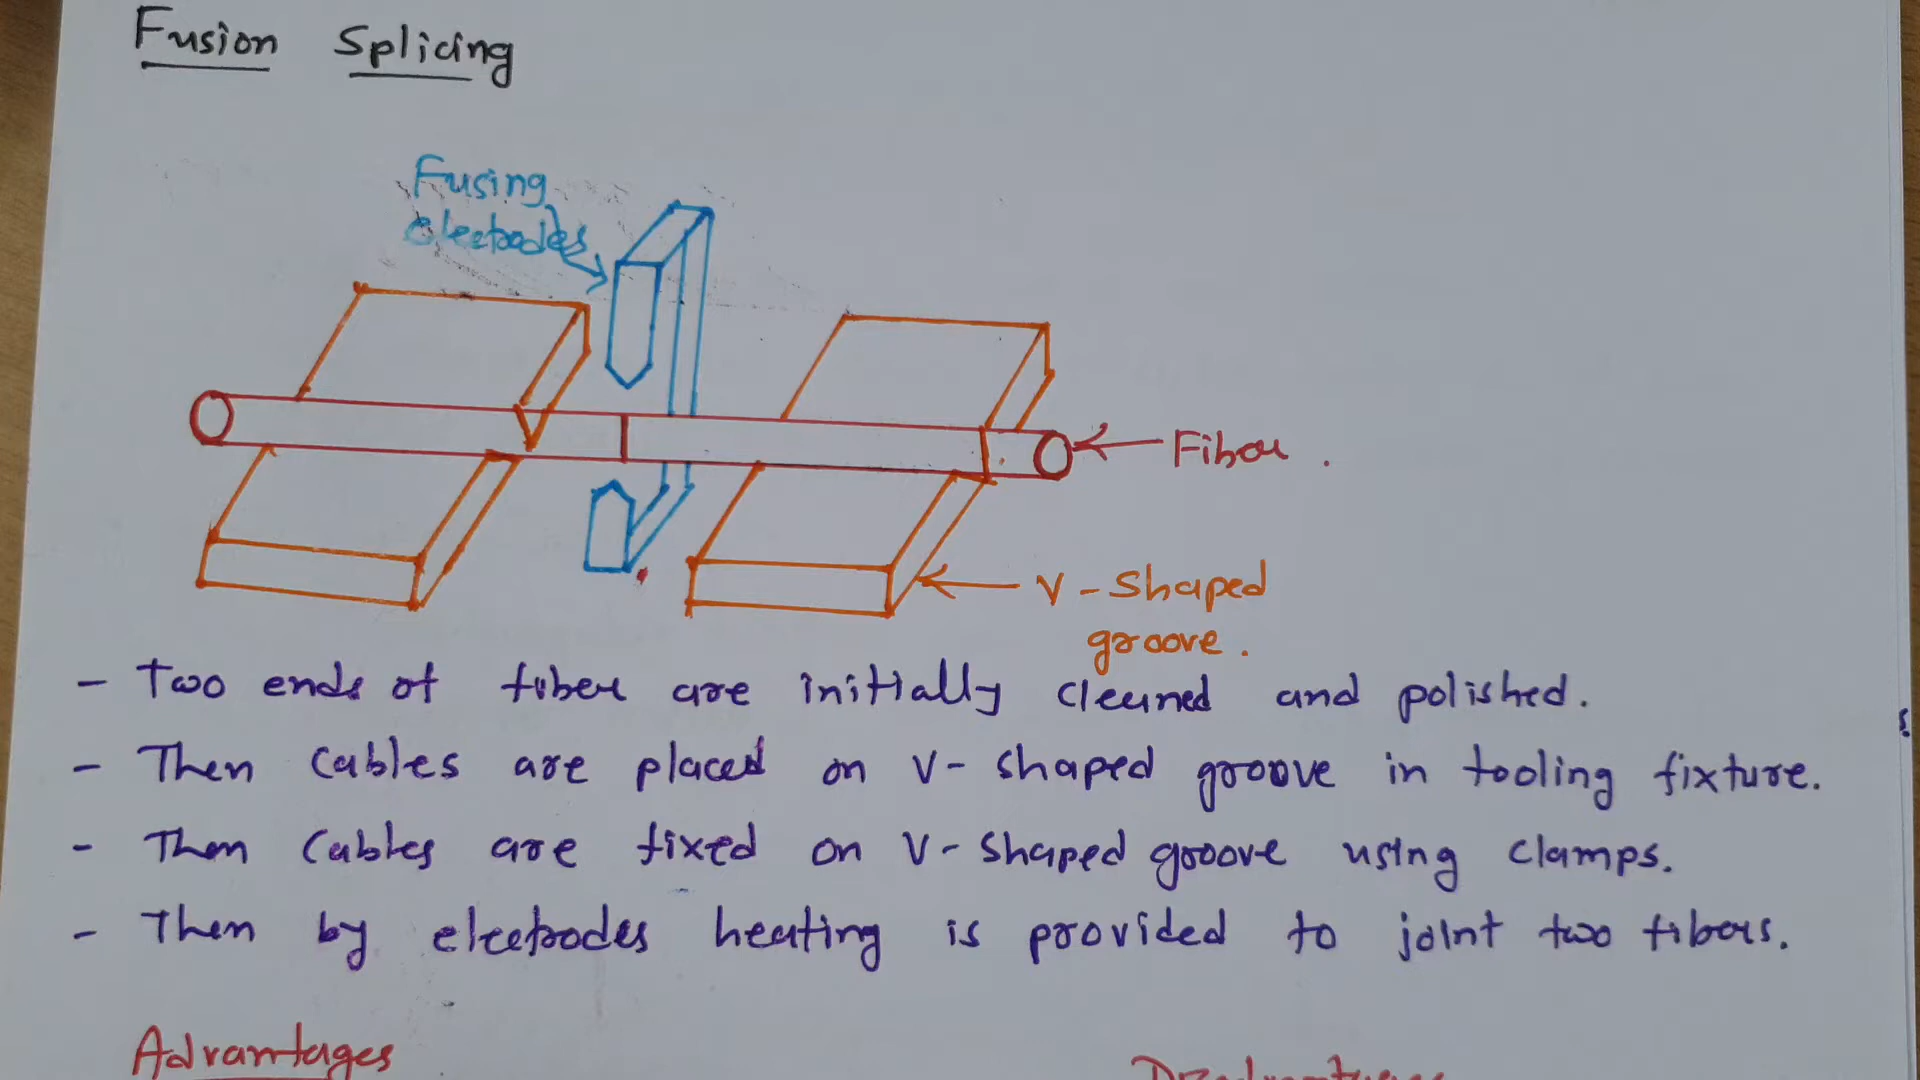 Fusion Splicing
Fusing
electrodes
Fiber.
V-Shaped
groove.
- Two ends of fiber are initially cleaned and polished.
- Then cables are placed on V-shaped groove in tooling fixture.
- Then cables are fixed on V-shaped groove using clamps.
- Then by electrodes heating is provided to joint two fibers.
Advantages
Disadvantages